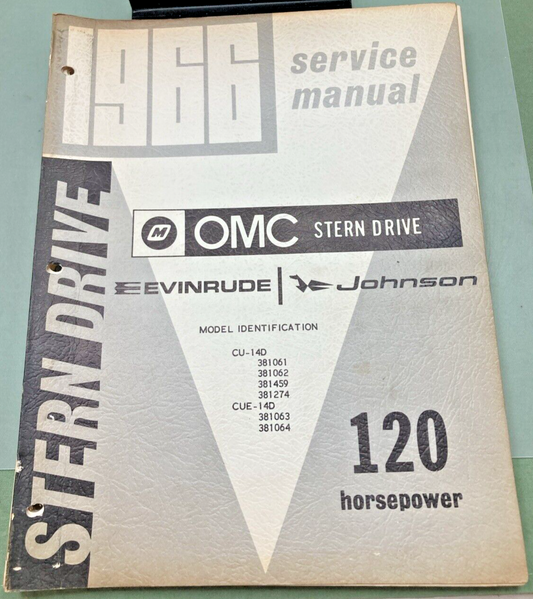 1966
service
manual
STERN DRIVE
M OMC STERN DRIVE
EVINRUDE | Johnson
MODEL IDENTIFICATION
CU-14D
381061
381062
381459
381274
CUE-14D
381063
381064
120
horsepower